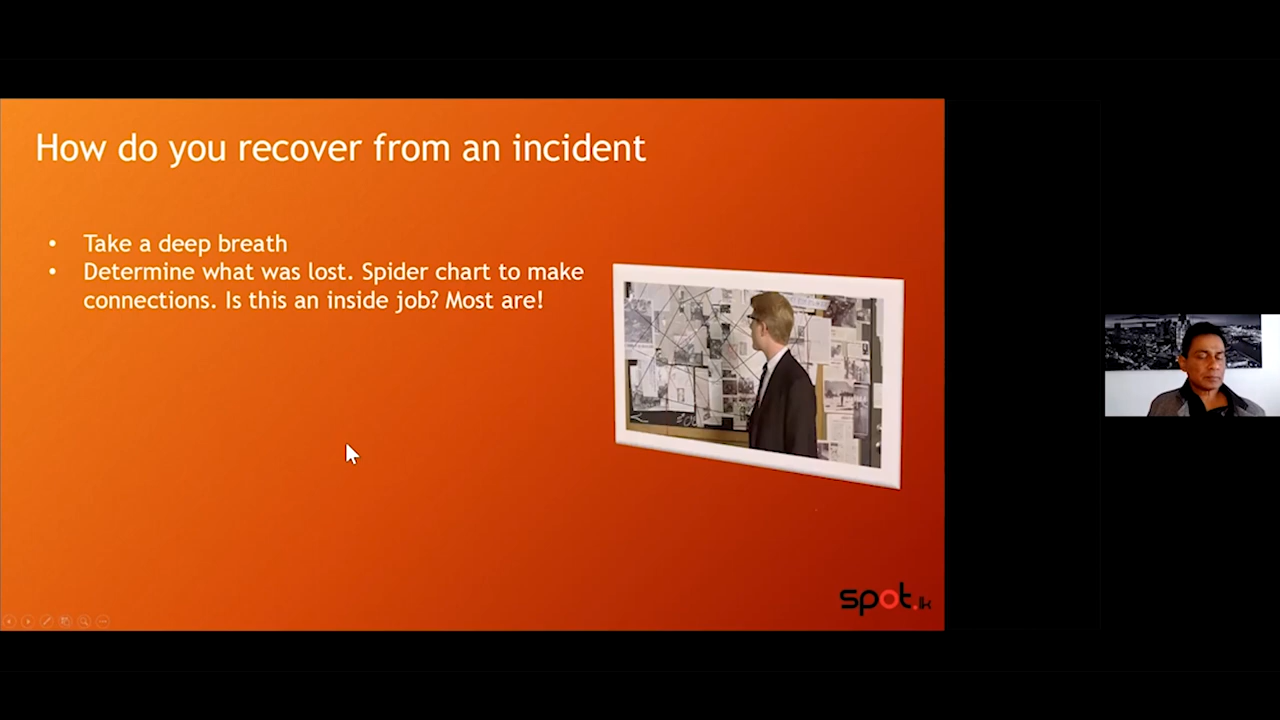 How do you recover from an incident
• Take a deep breath
• Determine what was lost. Spider chart to make
connections. Is this an inside job? Most are!
spot.lk